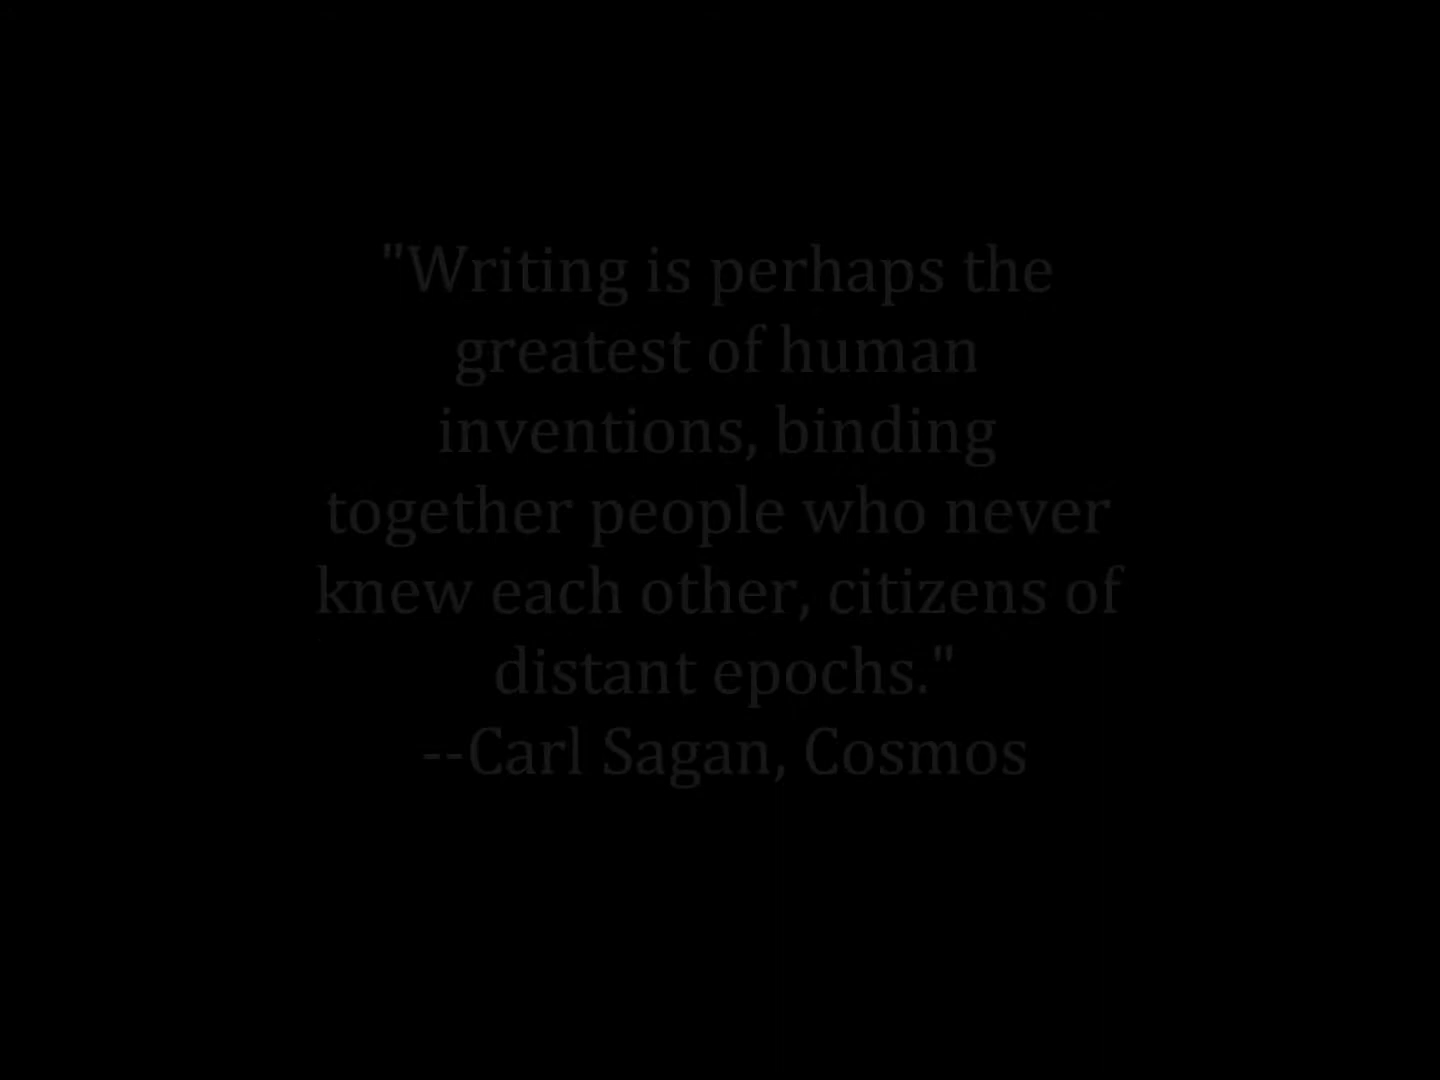 "Writing is perhaps the
greatest of human
inventions, binding
together people who never
knew each other, citizens of
distant epochs."
--Carl Sagan, Cosmos